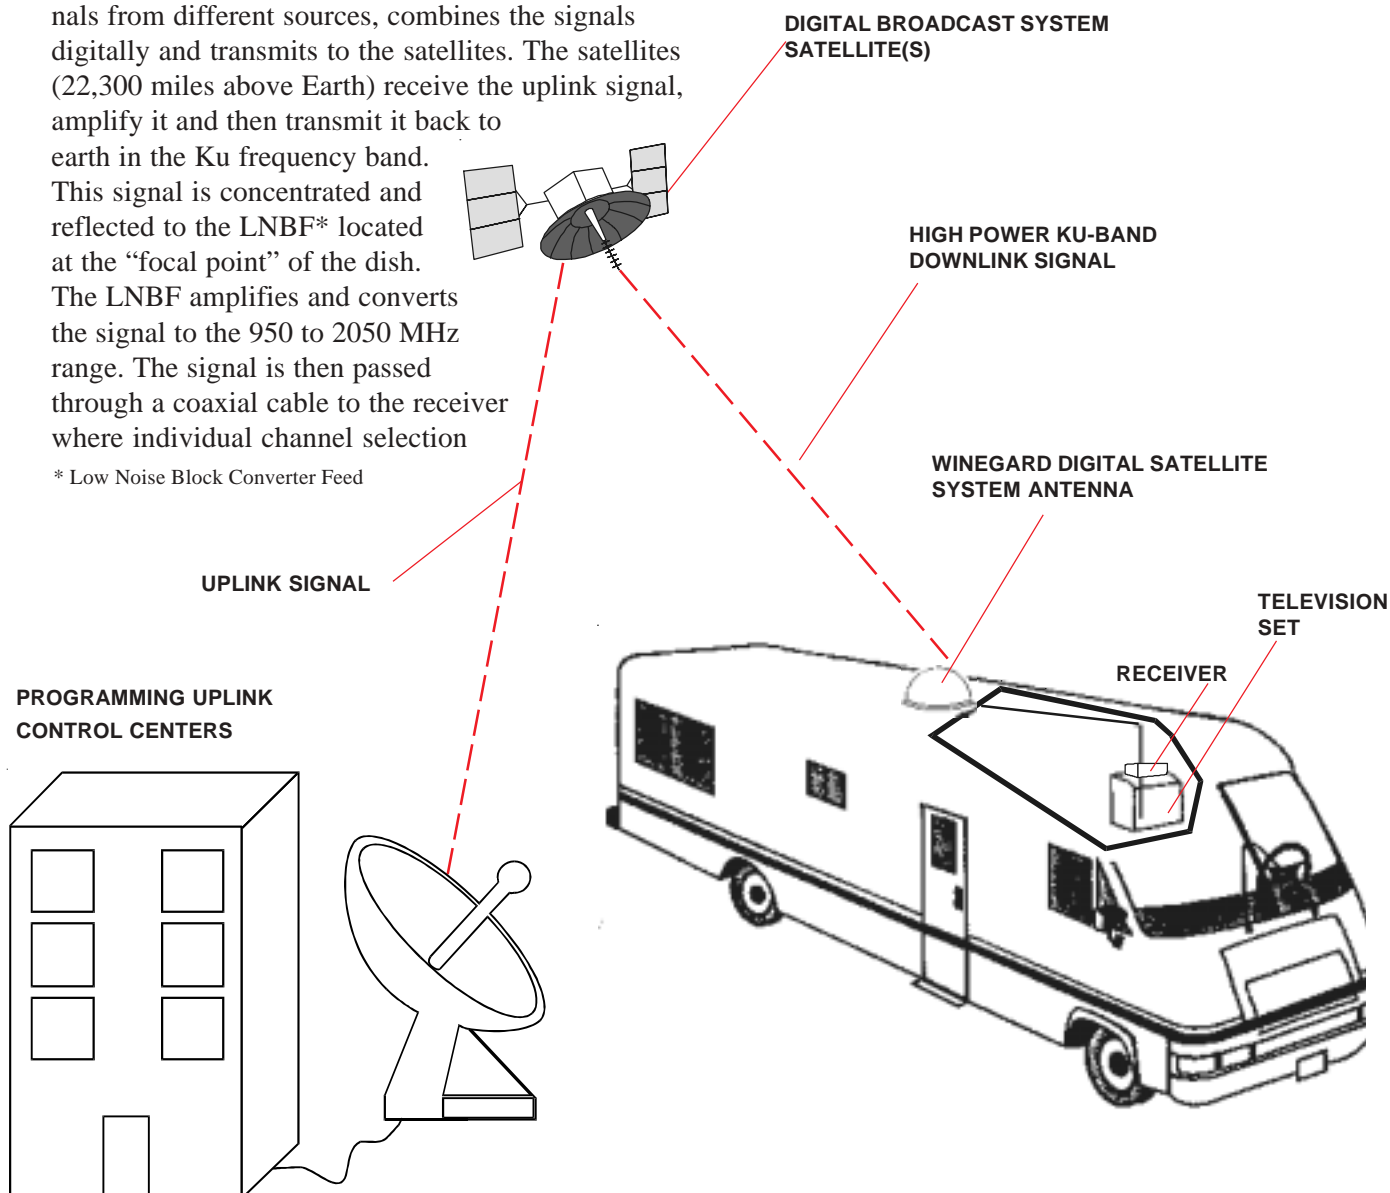 nals from different sources, combines the signals
digitally and transmits to the satellites. The satellites
(22,300 miles above Earth) receive the uplink signal,
amplify it and then transmit it back to
earth in the Ku frequency band.
This signal is concentrated and
reflected to the LNBF* located
at the “focal point” of the dish.
The LNBF amplifies and converts
the signal to the 950 to 2050 MHz
range. The signal is then passed
through a coaxial cable to the receiver
where individual channel selection
* Low Noise Block Converter Feed
DIGITAL BROADCAST SYSTEM
SATELLITE(S)
HIGH POWER KU-BAND
DOWNLINK SIGNAL
WINEGARD DIGITAL SATELLITE
SYSTEM ANTENNA
UPLINK SIGNAL
TELEVISION
SET
RECEIVER
PROGRAMMING UPLINK
CONTROL CENTERS